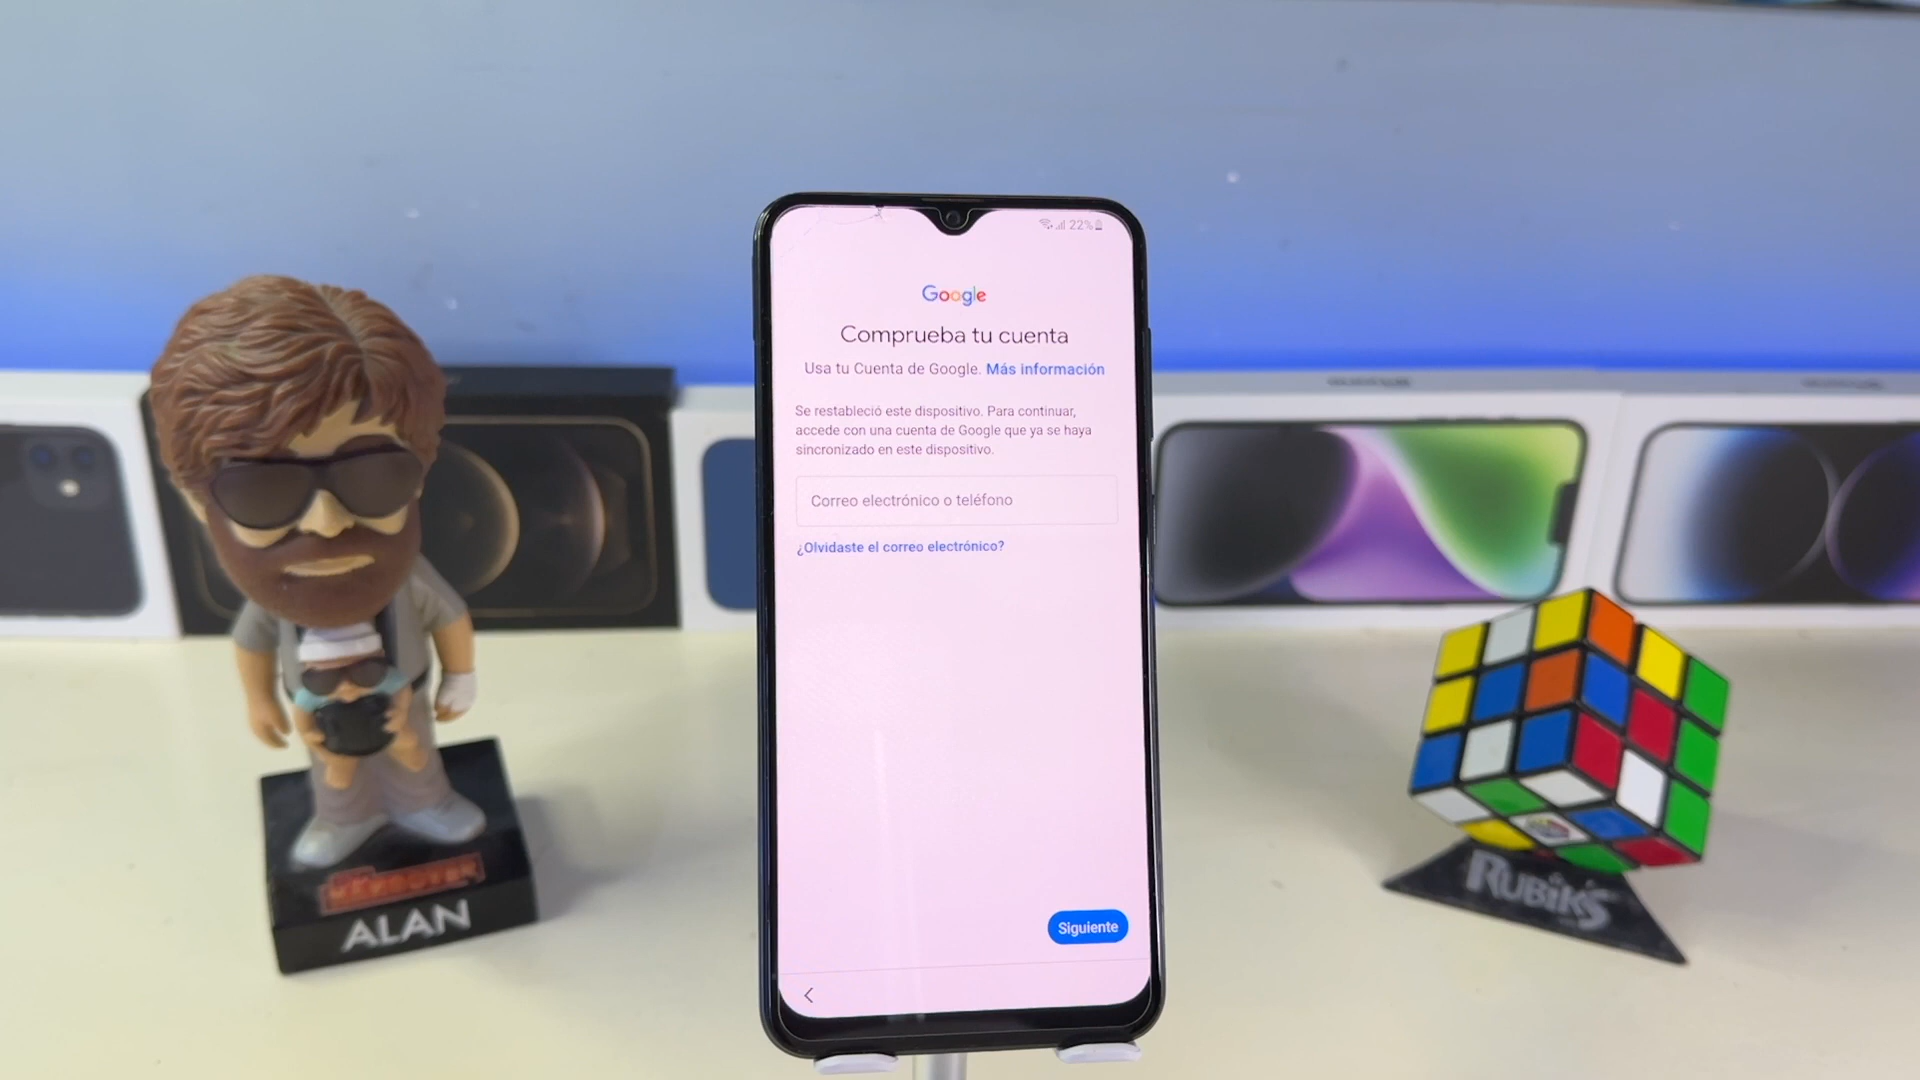 22%
Google
Comprueba tu cuenta
Usa tu Cuenta de Google. Más información
Se restableció este dispositivo. Para continuar,
accede con una cuenta de Google que ya se haya
sincronizado en este dispositivo.
Correo electrónico o teléfono
¿Olvidaste el correo electrónico?
Siguiente
ALAN
RUBIK'S